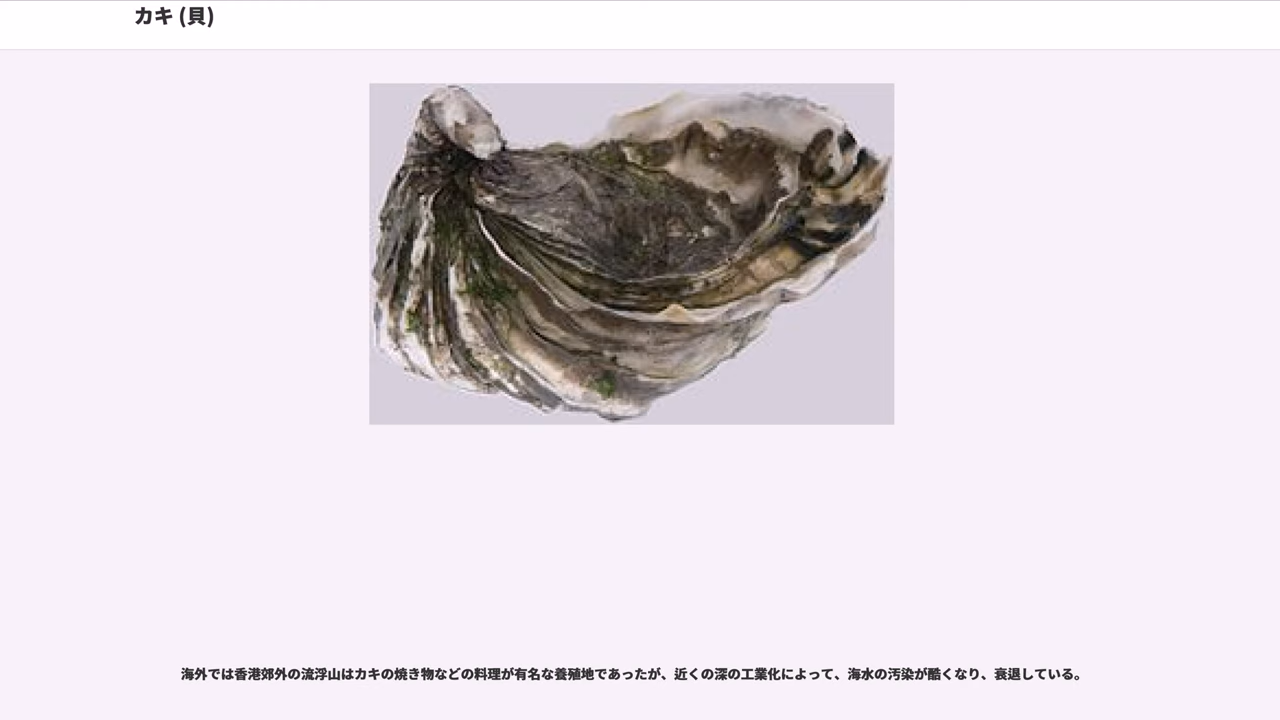 カキ (貝)
海外では香港郊外の流浮山はカキの焼き物などの料理が有名な養殖地であったが、近くの深の工業化によって、海水の汚染が酷くなり、衰退している。